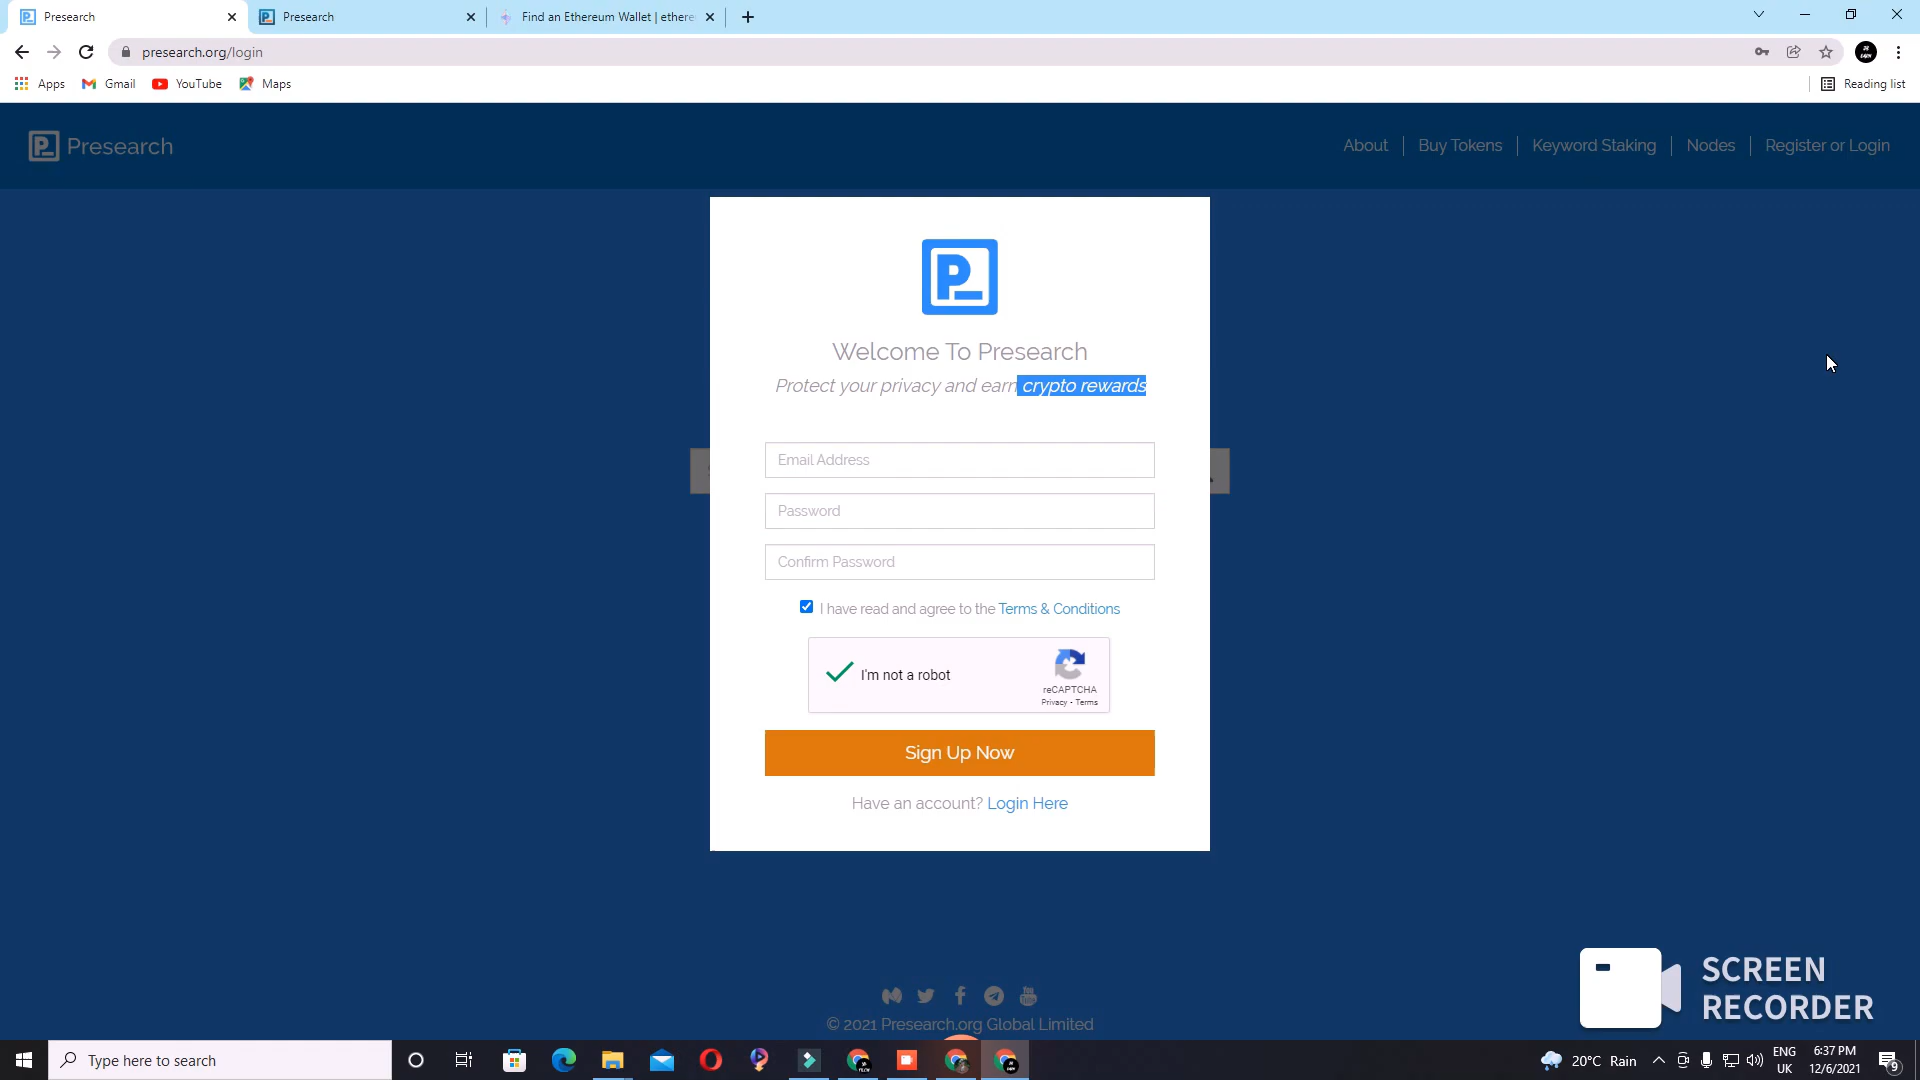 Presearch
Presearch
Find an Ethereum Wallet | ethere
presearch.org/login
Apps
Gmail
YouTube
Maps
Reading list
Presearch
About
Buy Tokens
Keyword Staking
Nodes
Register or Login
Welcome To Presearch
Protect your privacy and earn crypto rewards
Email Address
Password
Confirm Password
I have read and agree to the Terms & Conditions
I'm not a robot
reCAPTCHA
Privacy - Terms
Sign Up Now
Have an account? Login Here
© 2021 Presearch.org Global Limited
SCREEN
RECORDER
Type here to search
20°C Rain
ENG
UK
6:37 PM
12/6/2021
9